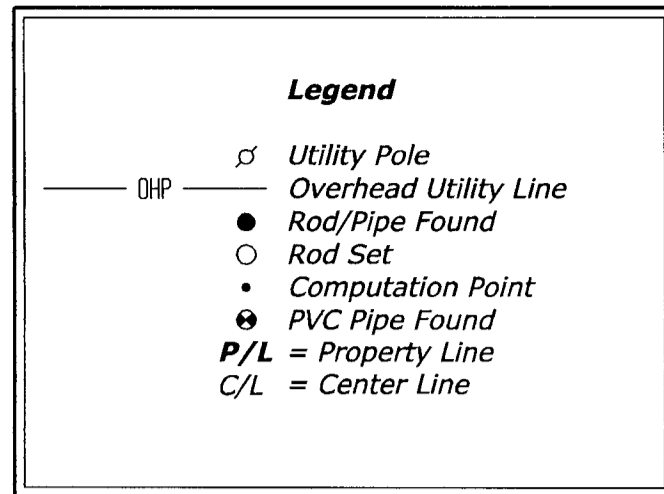 Legend
Utility Pole
OHP Overhead Utility Line
Rod/Pipe Found
Rod Set
Computation Point
PVC Pipe Found
P/L = Property Line
C/L = Center Line